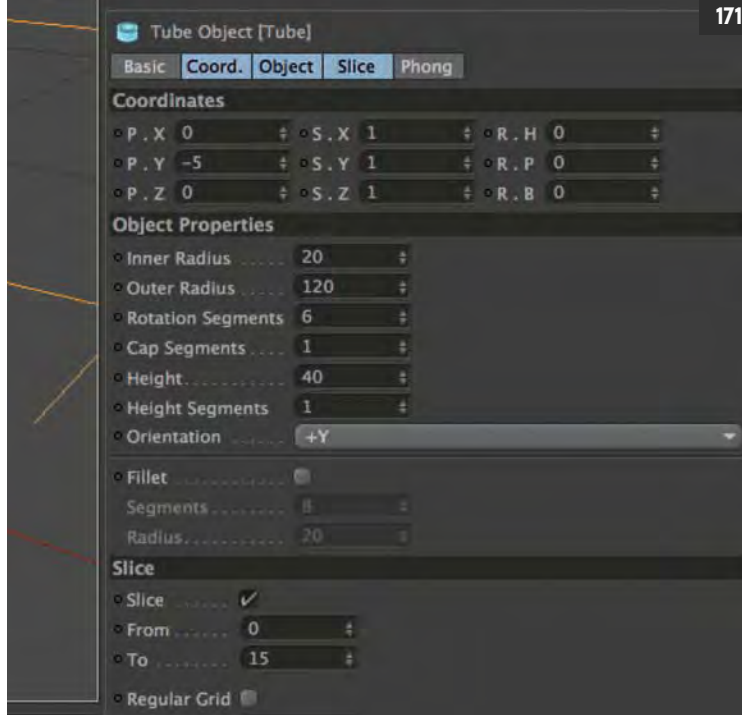 171
Tube Object [Tube]
Basic Coord. Object Slice Phong
Coordinates
P . X 0 S . X 1 R . H 0
P . Y -5 S . Y 1 R . P 0
P . Z 0 S . Z 1 R . B 0
Object Properties
Inner Radius ..... 20
Outer Radius ..... 120
Rotation Segments 6
Cap Segments .... 1
Height........... 40
Height Segments 1
Orientation ...... +Y
Fillet ............
Segments ........ 8
Radius........... 20
Slice
Slice ......
From ...... 0
To ........ 15
Regular Grid